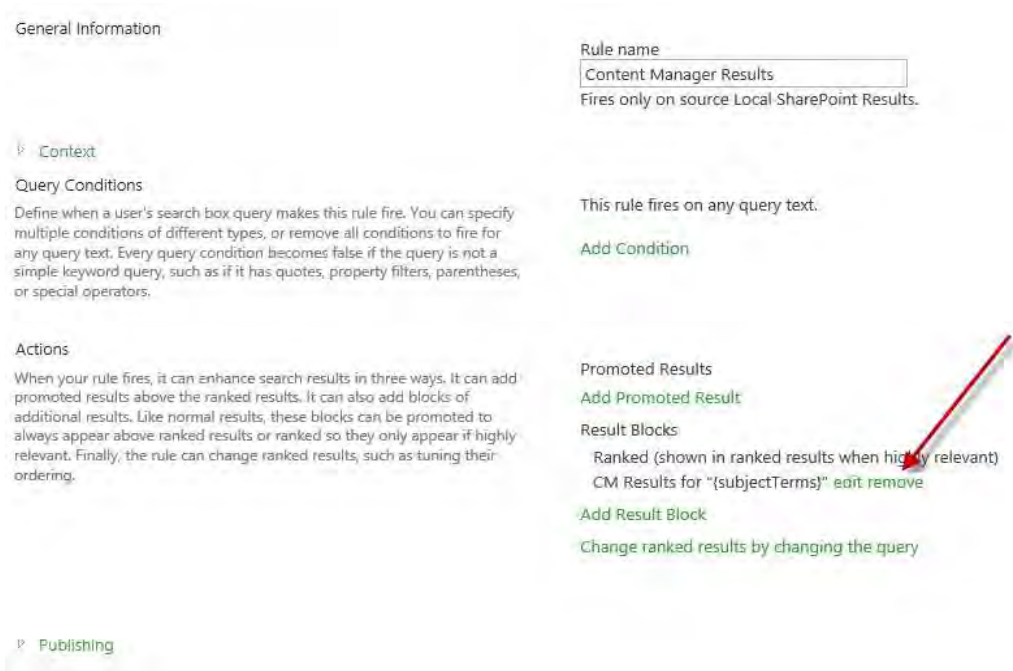 General Information
Rule name
Content Manager Results
Fires only on source Local SharePoint Results.
Context
Query Conditions
Define when a user's search box query makes this rule fire. You can specify
multiple conditions of different types, or remove all conditions to fire for
any query text. Every query condition becomes false if the query is not a
simple keyword query, such as if it has quotes, property filters, parentheses,
or special operators.
This rule fires on any query text.
Add Condition
Actions
When your rule fires, it can enhance search results in three ways. It can add
promoted results above the ranked results. It can also add blocks of
additional results. Like normal results, these blocks can be promoted to
always appear above ranked results or ranked so they only appear if highly
relevant. Finally, the rule can change ranked results, such as tuning their
ordering.
Promoted Results
Add Promoted Result
Result Blocks
Ranked (shown in ranked results when highly relevant)
CM Results for "{subjectTerms}" edit remove
Add Result Block
Change ranked results by changing the query
Publishing